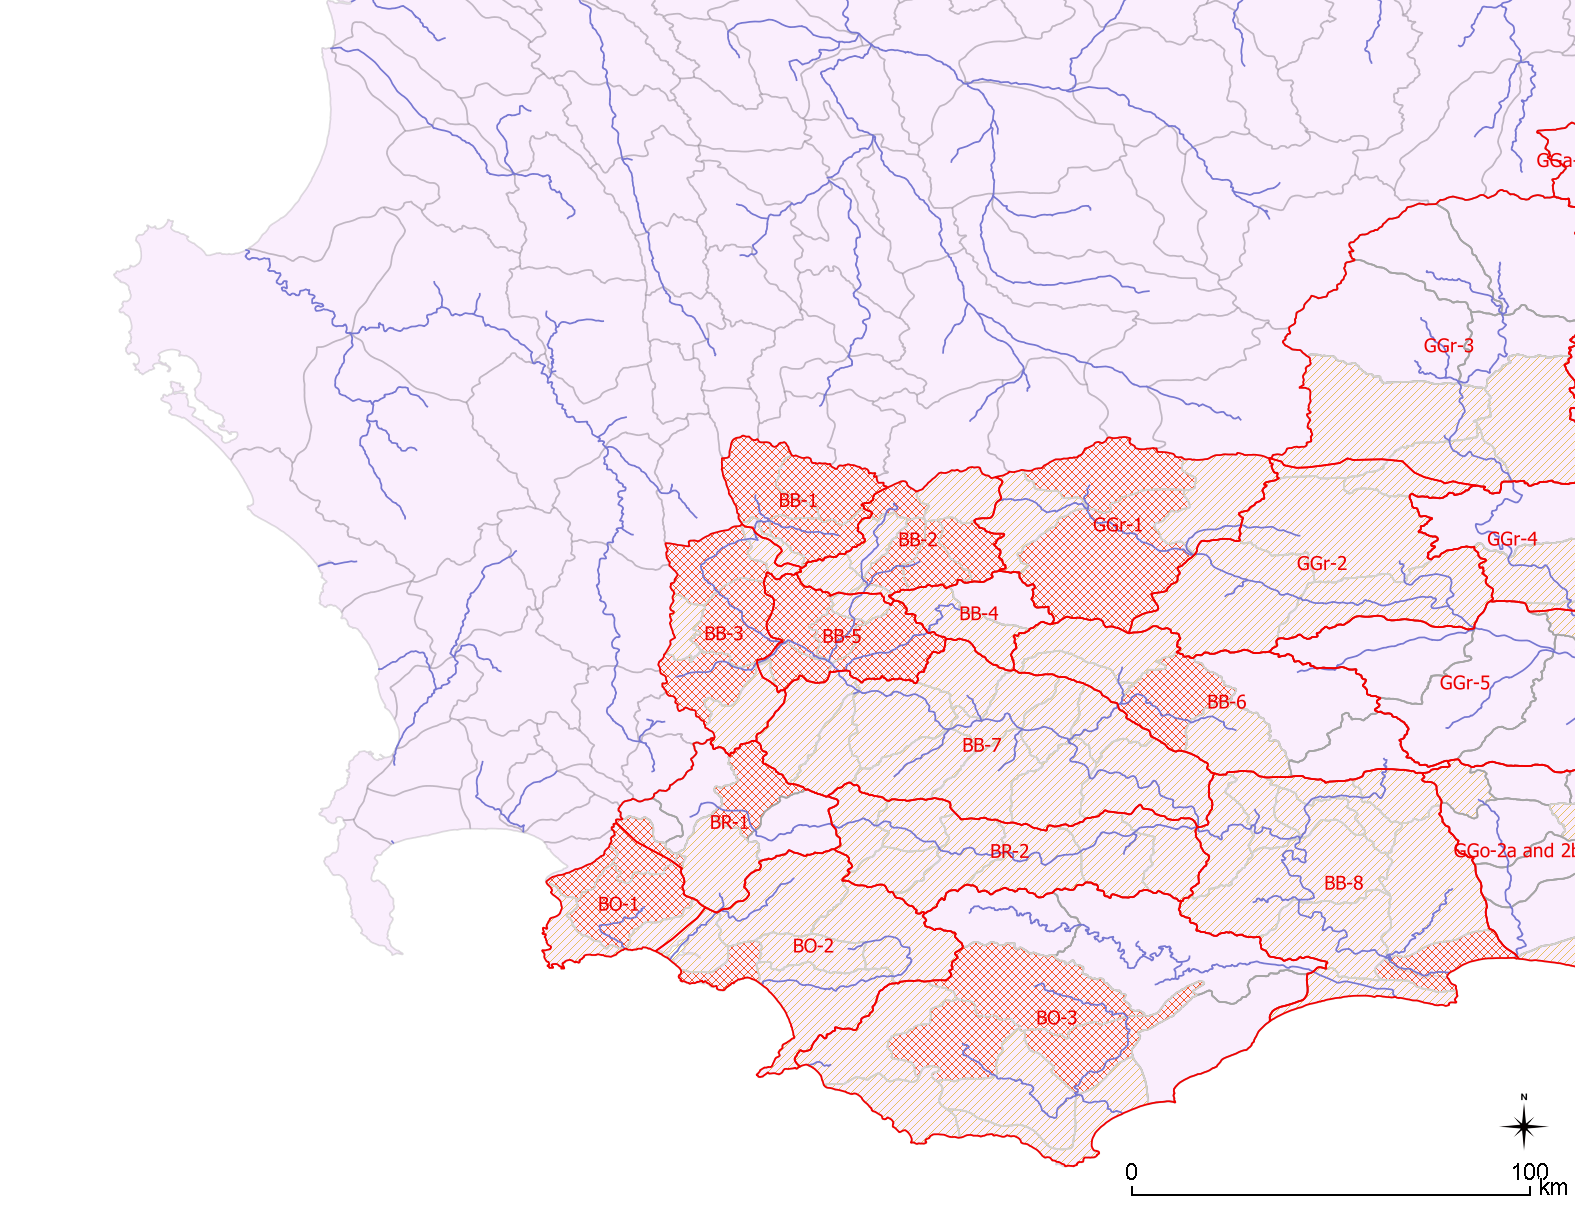 GGa-
GGr-3
BB-1
GGr-1
BB-2
GGr-4
GGr-2
BB-4
BB-3
BB-5
GGr-5
BB-6
BB-7
BR-1
BR-2
GGo-2a and 2b
BB-8
BO-1
BO-2
BO-3
N
0
100
km